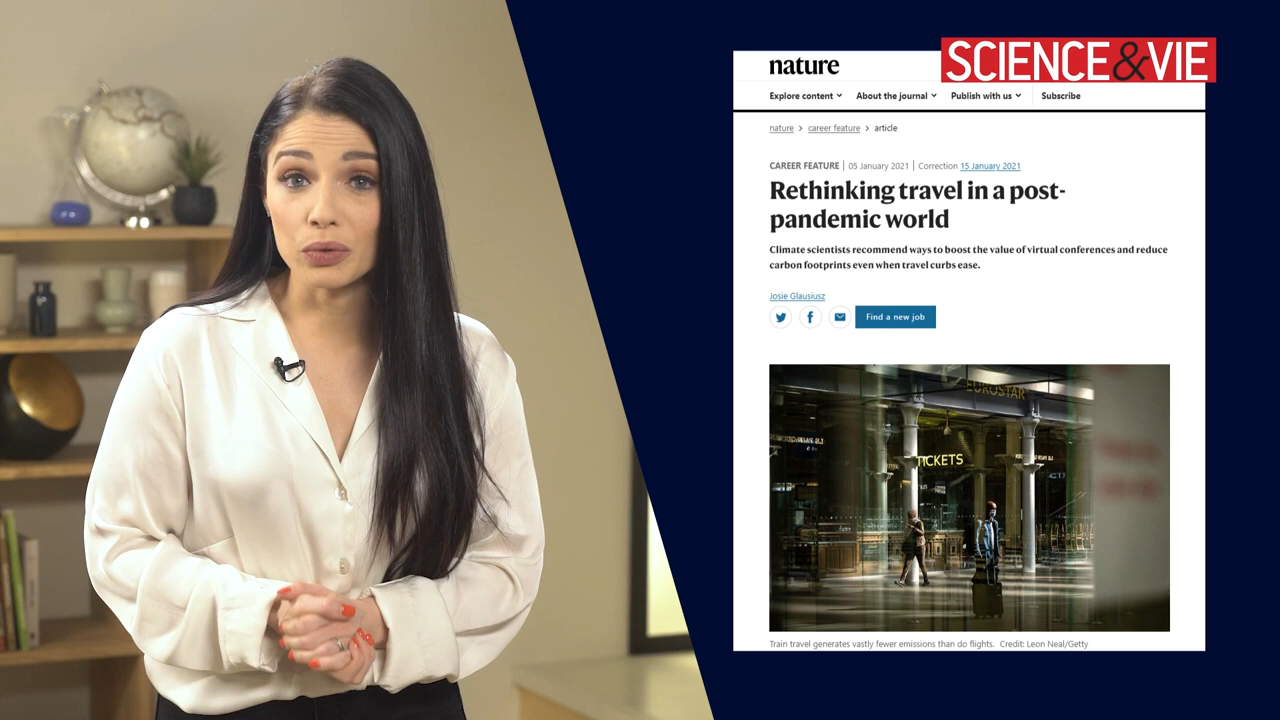 SCIENCE&VIE
nature
Explore content About the journal Publish with us Subscribe
nature > career feature > article
CAREER FEATURE | 05 January 2021 | Correction 15 January 2021
Rethinking travel in a post-
pandemic world
Climate scientists recommend ways to boost the value of virtual conferences and reduce
carbon footprints even when travel curbs ease.
Josie Glausiusz
Find a new job
EUROSTAR
TICKETS
Train travel generates vastly fewer emissions than do flights. Credit: Leon Neal/Getty